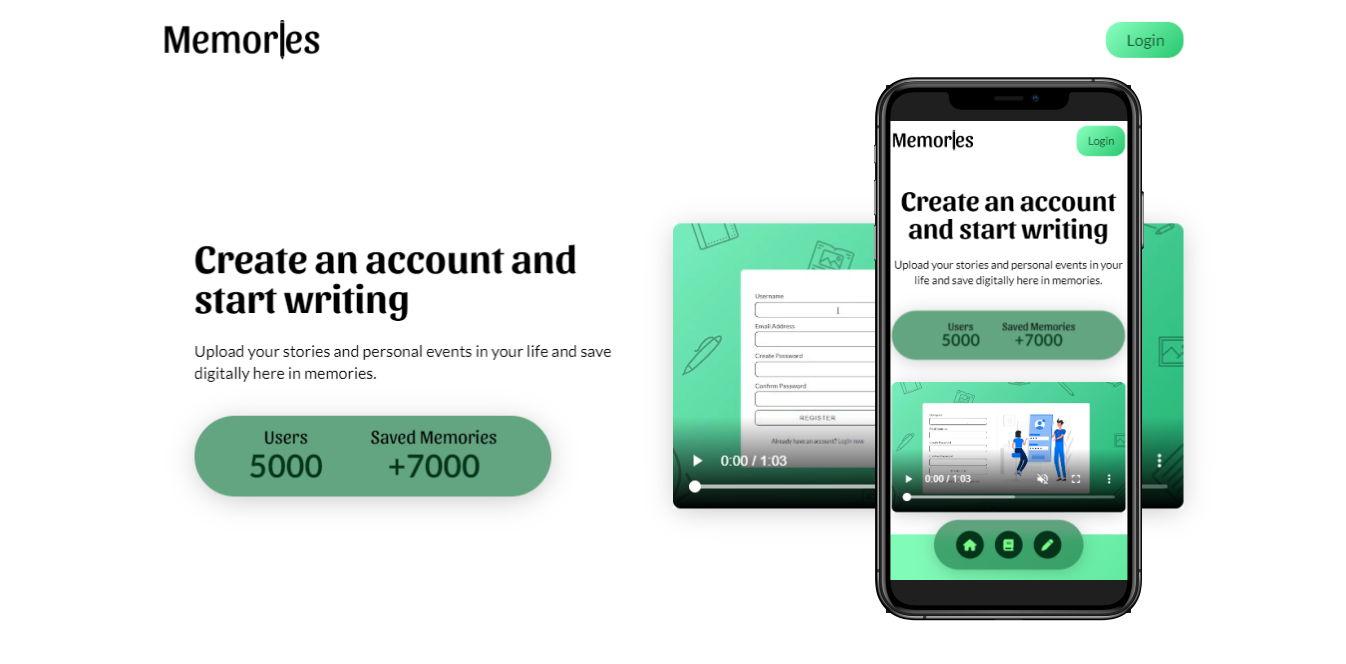 Memories
Login
Create an account and
start writing
Upload your stories and personal events in your life and save
digitally here in memories.
Users
5000
Saved Memories
+7000
Username
Email Address
Create Password
Confirm Password
REGISTER
Already have an account? Login now
0:00 / 1:03
Memories
Login
Create an account
and start writing
Upload your stories and personal events in your
life and save digitally here in memories.
Users
5000
Saved Memories
+7000
0:00 / 1:03